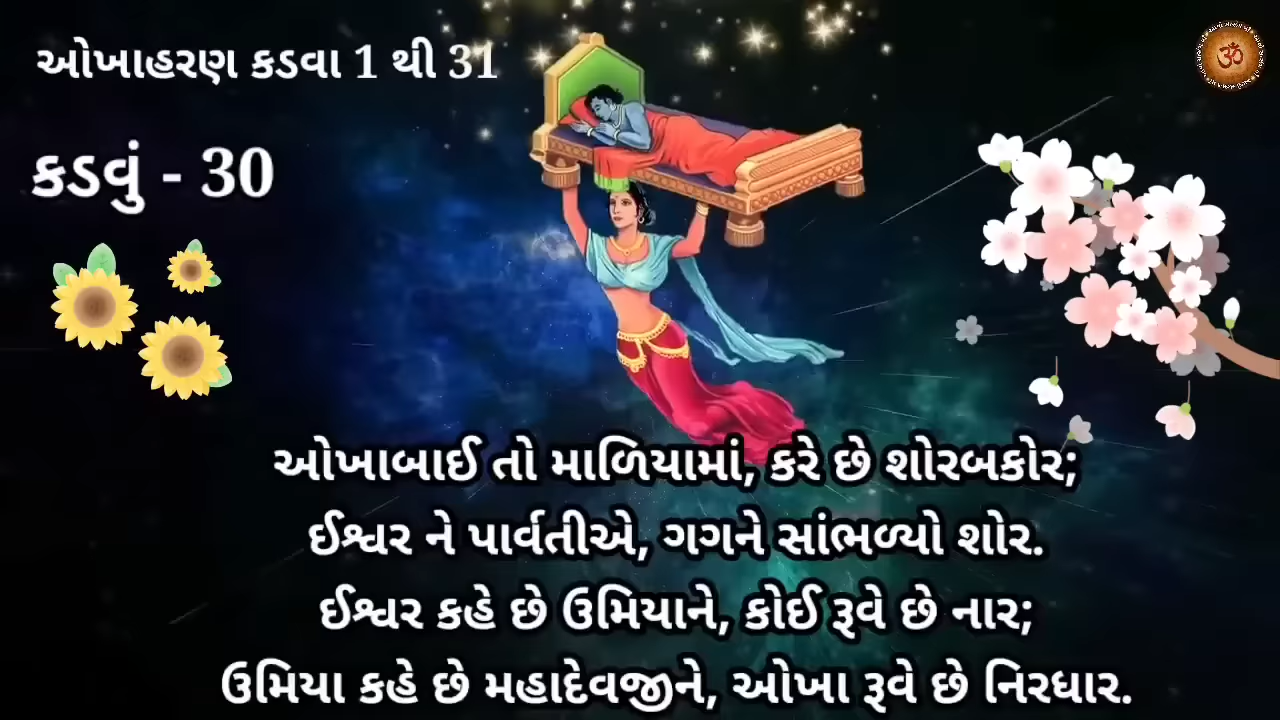 ઓખાહરણ કડવા 1 થી 31
કડવું - 30
ૐ
ઓખાબાઈ તો માળિયામાં, કરે છે શોરબકોર;
ઈશ્વર ને પાર્વતીએ, ગગને સાંભળ્યો શોર.
ઈશ્વર કહે છે ઉમિયાને, કોઈ રૂવે છે નાર;
ઉમિયા કહે છે મહાદેવજીને, ઓખા રૂવે છે નિરધાર.